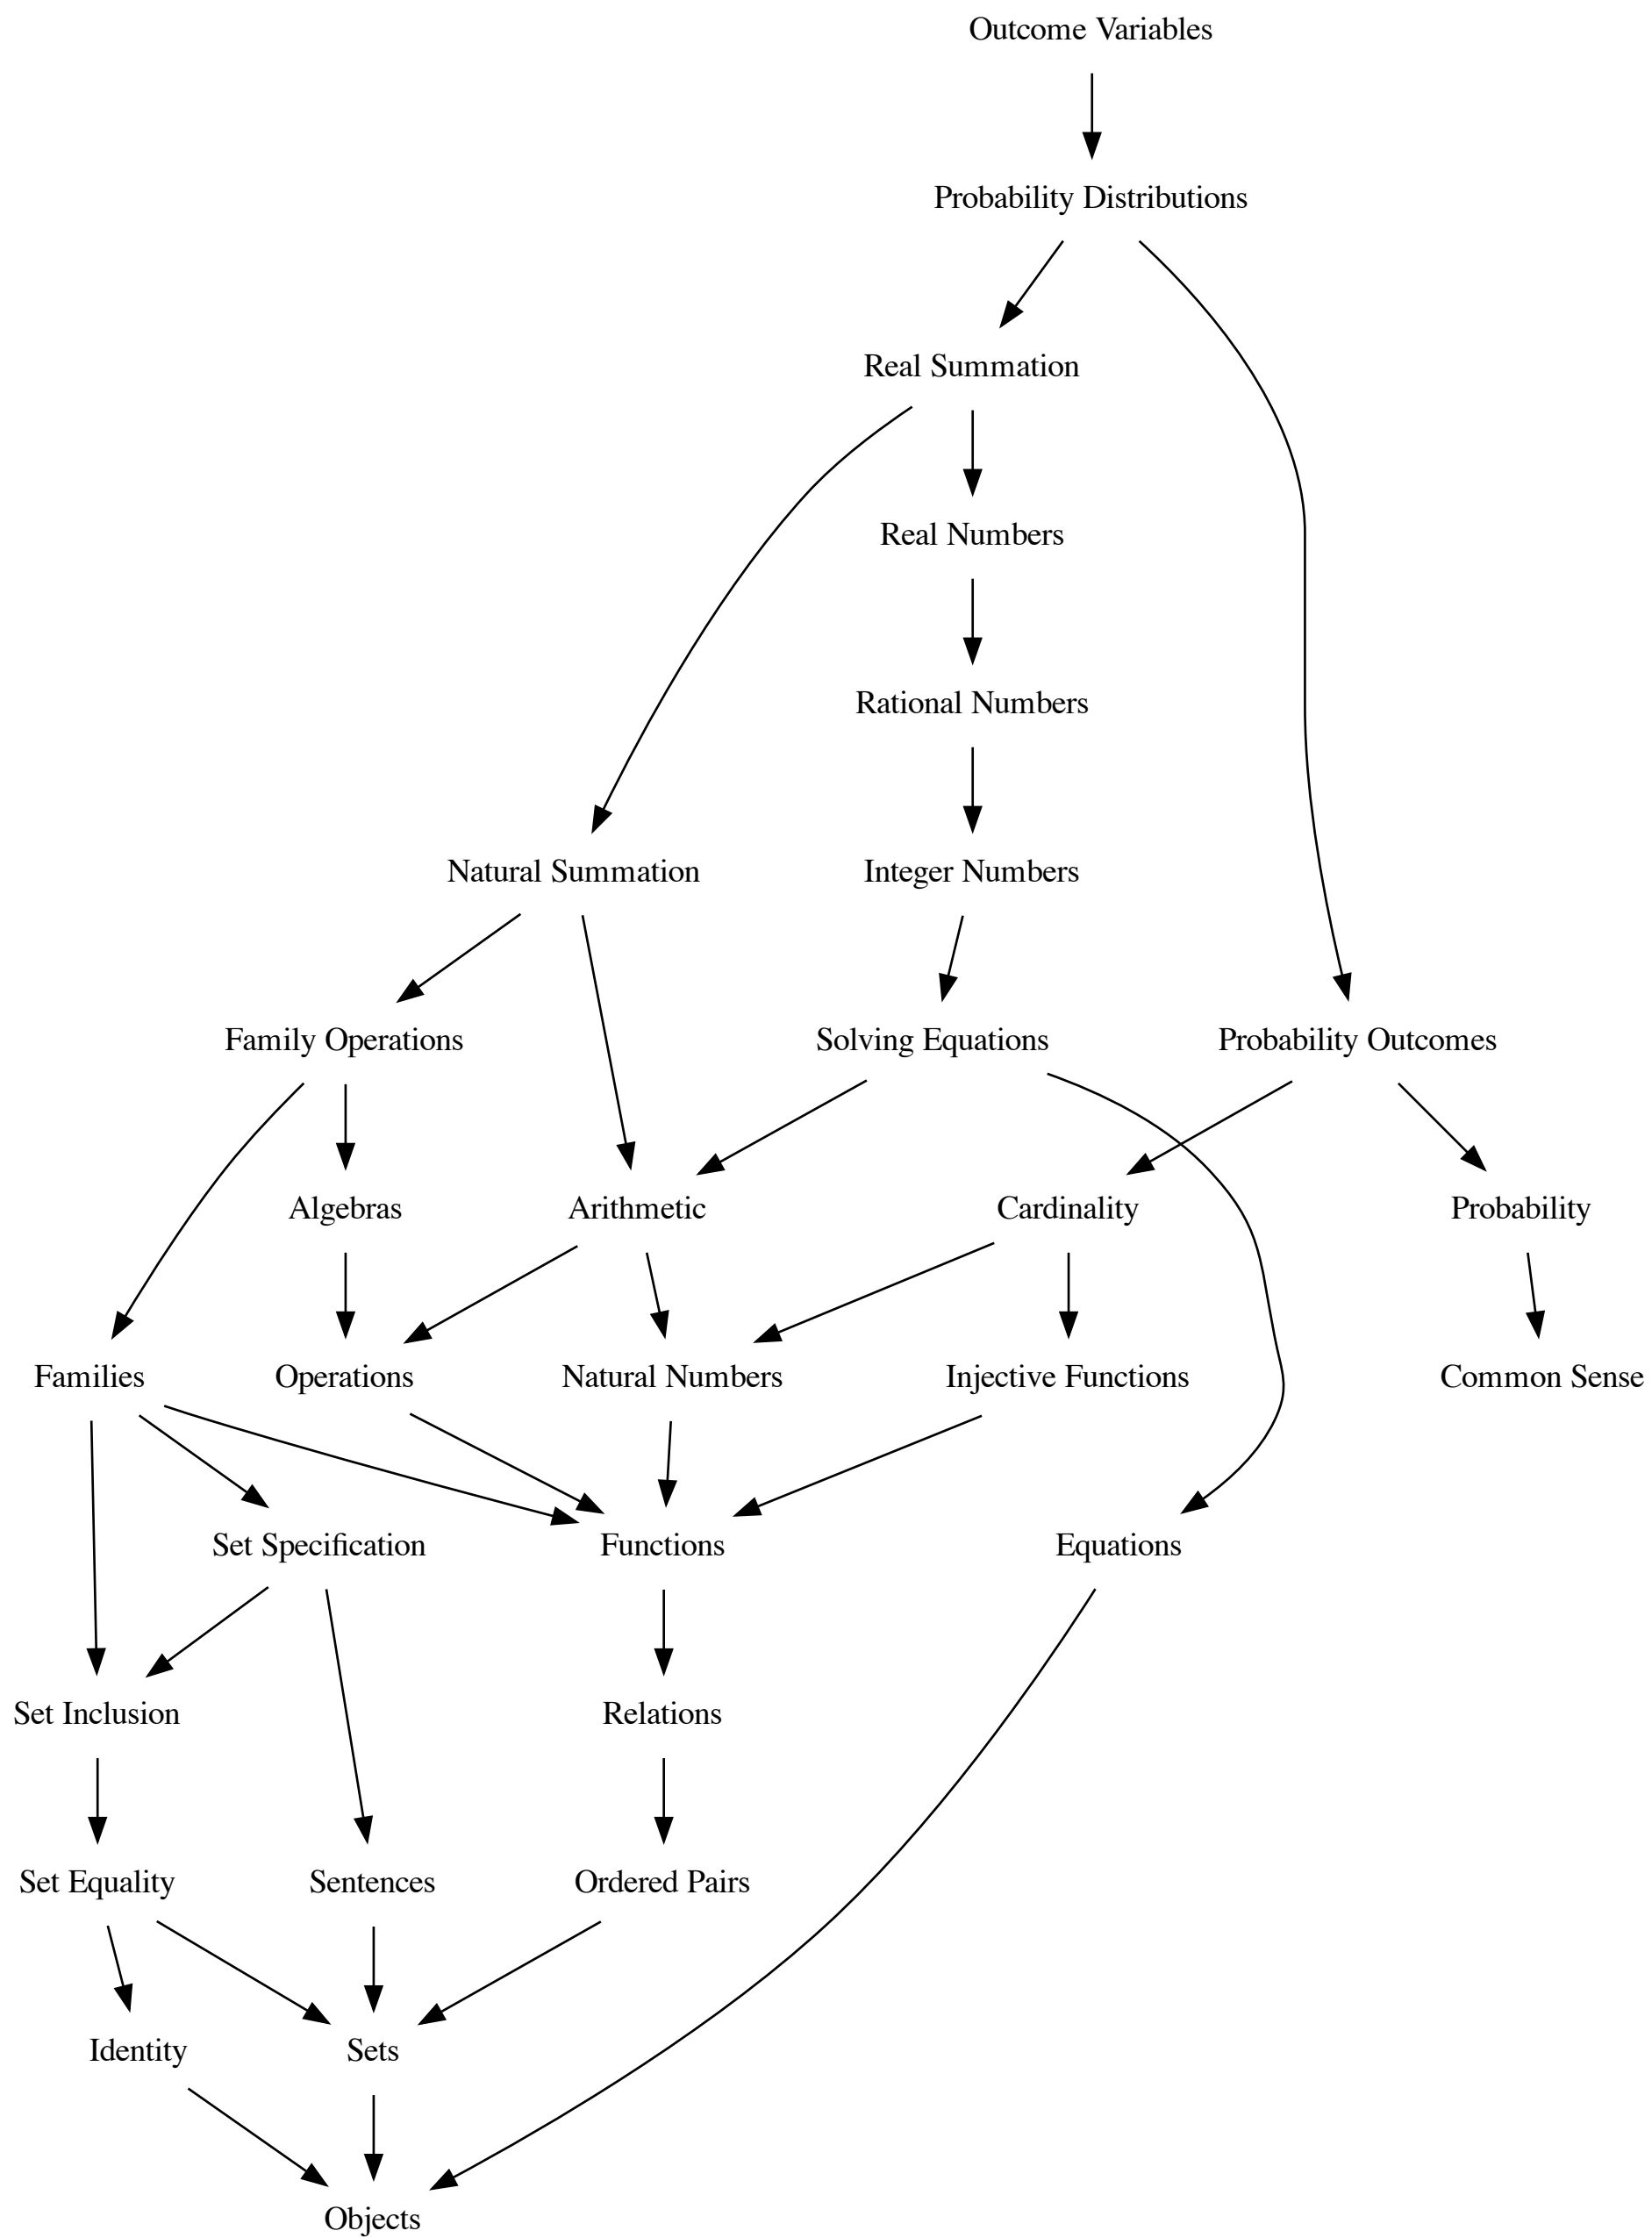 Outcome Variables
Probability Distributions
Real Summation
Real Numbers
Rational Numbers
Natural Summation
Integer Numbers
Family Operations
Solving Equations
Probability Outcomes
Algebras
Arithmetic
Cardinality
Probability
Families
Operations
Natural Numbers
Injective Functions
Common Sense
Set Specification
Functions
Equations
Set Inclusion
Relations
Set Equality
Sentences
Ordered Pairs
Identity
Sets
Objects